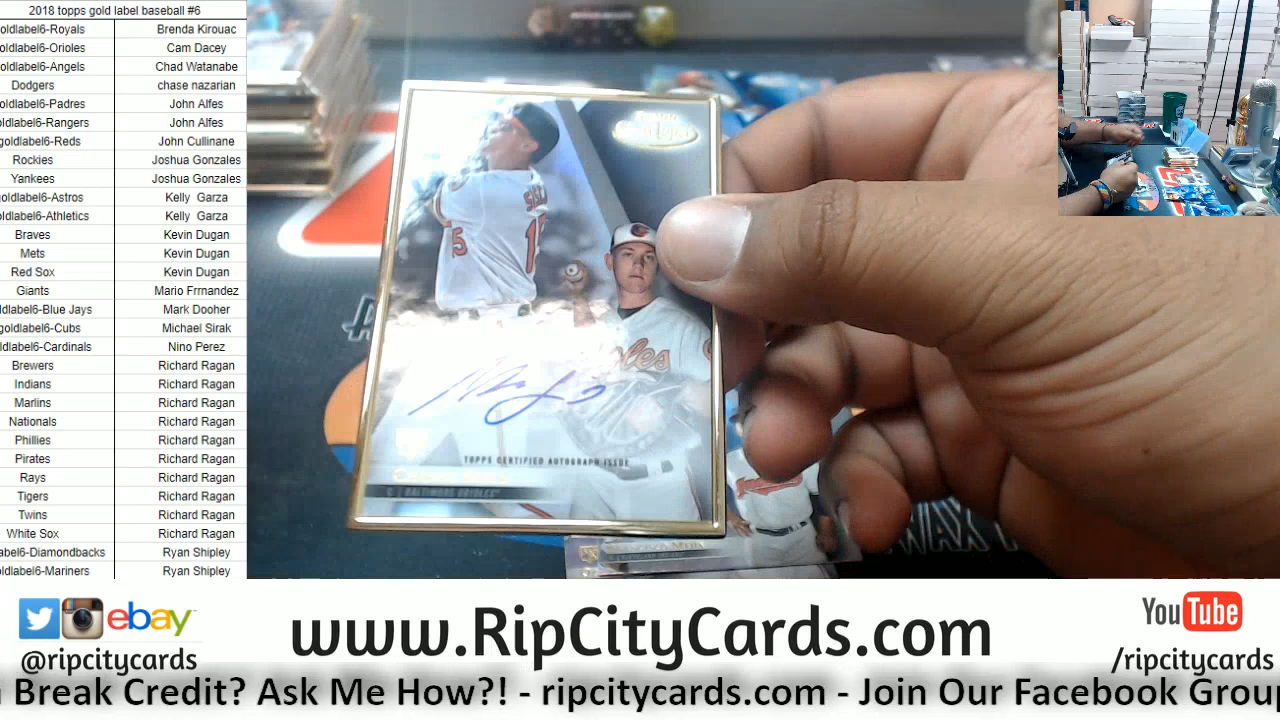 2018 topps gold label baseball #6
oldlabel6-Royals Brenda Kirouac
oldlabel6-Orioles Cam Dacey
oldlabel6-Angels Chad Watanabe
Dodgers chase nazarian
oldlabel6-Padres John Alfes
oldlabel6-Rangers John Alfes
goldlabel6-Reds John Cullinane
Rockies Joshua Gonzales
Yankees Joshua Gonzales
goldlabel6-Astros Kelly Garza
oldlabel6-Athletics Kelly Garza
Braves Kevin Dugan
Mets Kevin Dugan
Red Sox Kevin Dugan
Giants Mario Frrnandez
ldlabel6-Blue Jays Mark Dooher
goldlabel6-Cubs Michael Sirak
ldlabel6-Cardinals Nino Perez
Brewers Richard Ragan
Indians Richard Ragan
Marlins Richard Ragan
Nationals Richard Ragan
Phillies Richard Ragan
Pirates Richard Ragan
Rays Richard Ragan
Tigers Richard Ragan
Twins Richard Ragan
White Sox Richard Ragan
abel6-Diamondbacks Ryan Shipley
oldlabel6-Mariners Ryan Shipley
TOPPS CERTIFIED AUTOGRAPH ISSUE
C | BALTIMORE ORIOLES
WAX
ebay
@ripcitycards
www.RipCityCards.com
YouTube
/ripcitycards
Break Credit? Ask Me How?! - ripcitycards.com - Join Our Facebook Group